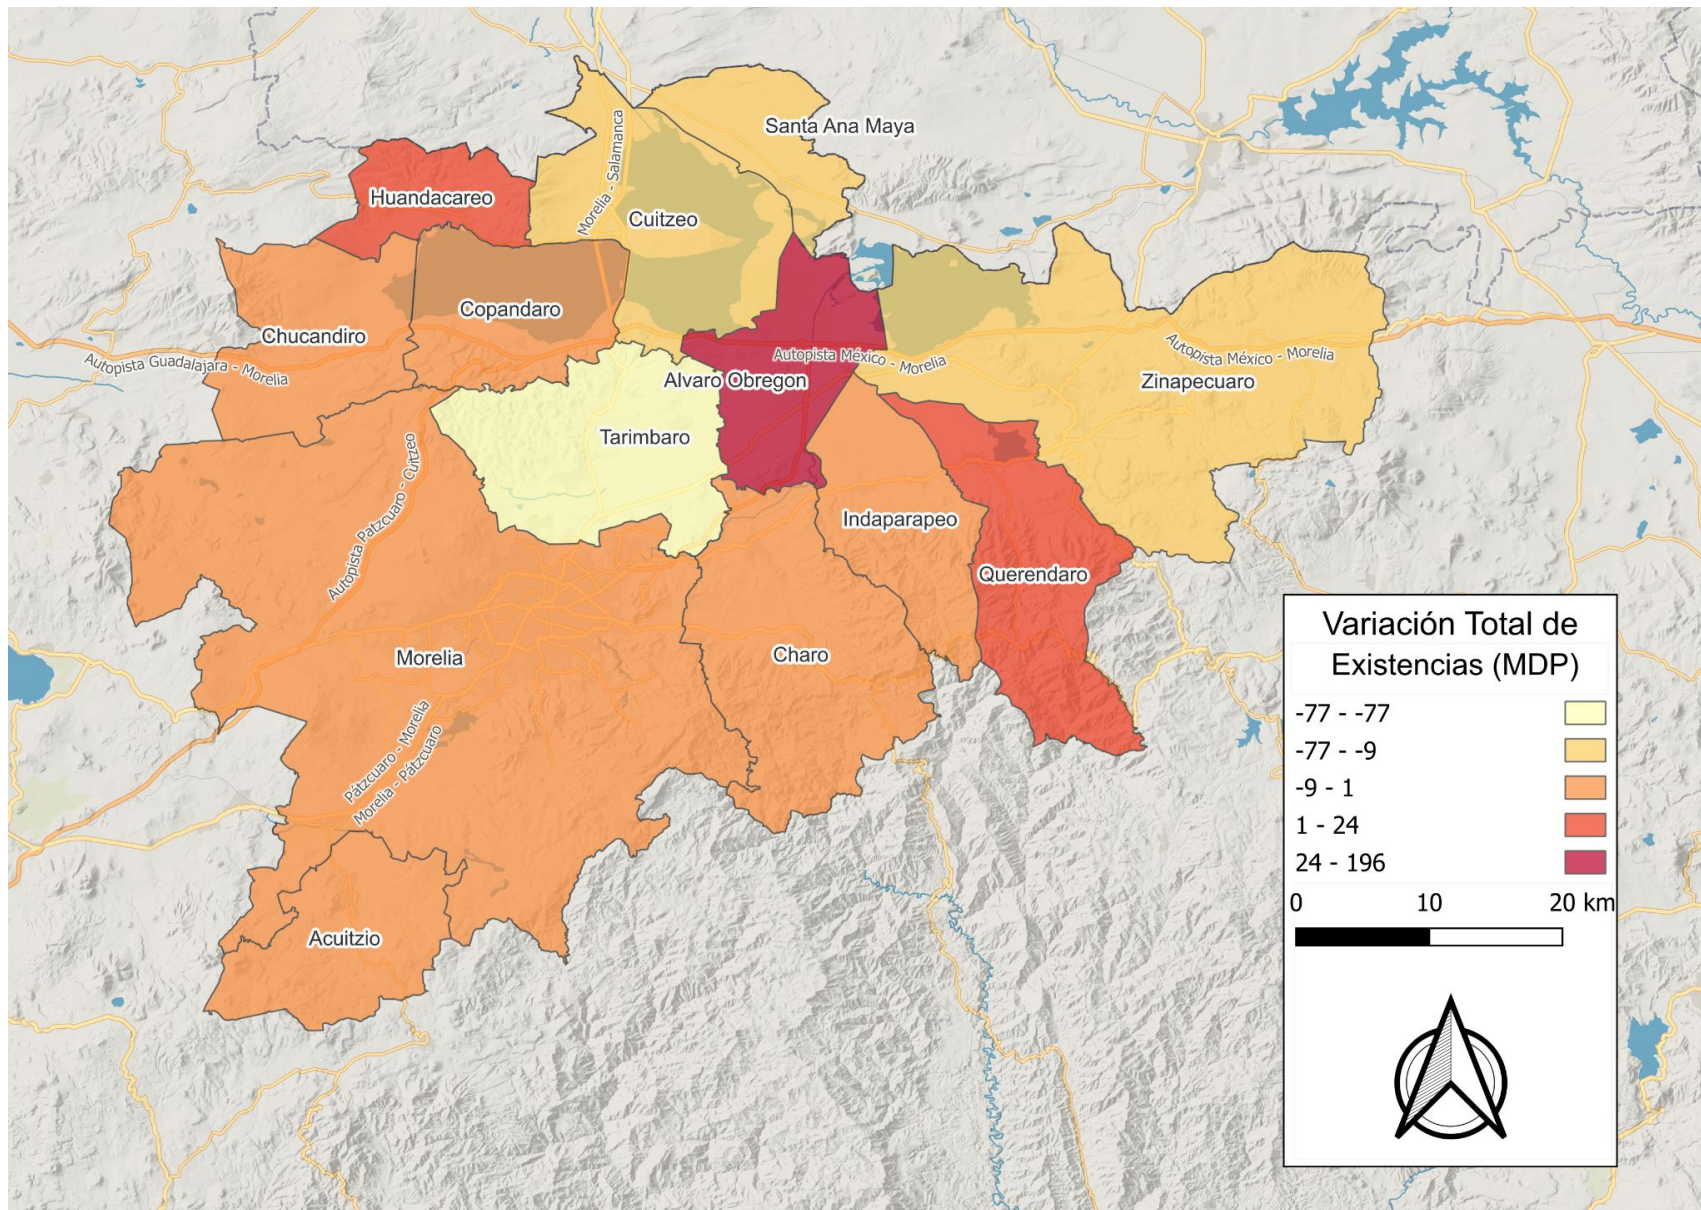 Santa Ana Maya
Morelia - Salamanca
Huandacareo
Cuitzeo
Copandaro
Chucandiro
Autopista Guadalajara - Morelia
Autopista México - Morelia
Autopista México - Morelia
Alvaro Obregon
Zinapecuaro
Tarimbaro
Autopista Patzcuaro - Cuitzeo
Indaparapeo
Querendaro
Morelia
Charo
Pátzcuaro - Morelia
Morelia - Pátzcuaro
Acuitzio
Variación Total de
Existencias (MDP)
-77 - -77
-77 - -9
-9 - 1
1 - 24
24 - 196
0 10 20 km